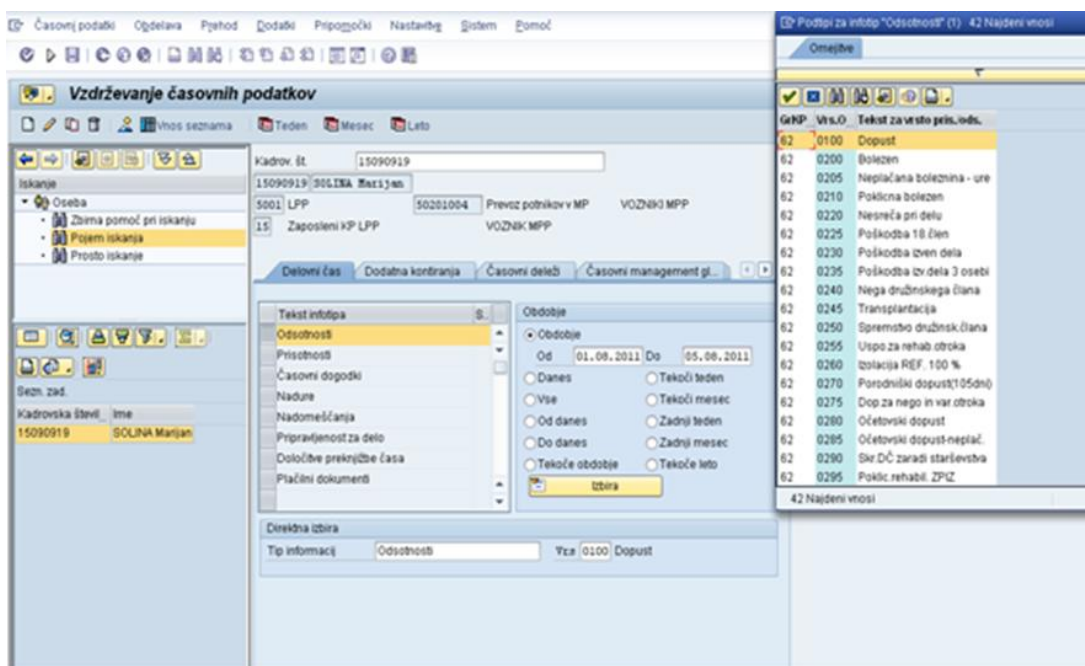 Časovni podatki Obdelava Prehod Dodatki Pripomočki Nastavitve Sistem Pomoč
Vzdrževanje časovnih podatkov
Vnos seznama Teden Mesec Leto
Iskanje
Oseba
Zbirna pomoč pri iskanju
Pojem iskanja
Prosto iskanje
Sezn. zad.
Kadrovska števil_ Ime
15090919 SOLINA Marijan
Kadrov. št. 15090919
15090919 SOLINA Marijan
5001 LPP 50201004 Prevoz potnikov v MP VOZNIKI MPP
15 Zaposleni KP LPP VOZNIK MPP
Delovni čas Dodatna kontiranja Časovni deleži Časovni management gl...
Tekst infotipa S..
Odsotnosti
Prisotnosti
Časovni dogodki
Nadure
Nadomeščanja
Pripravljenost za delo
Določitve preknjižbe časa
Plačilni dokumenti
Obdobje
Obdobje
Od 01.08.2011 Do 05.08.2011
Danes Tekoči teden
Vse Tekoči mesec
Od danes Zadnji teden
Do danes Zadnji mesec
Tekoče obdobje Tekoče leto
Izbira
Direktna izbira
Tip informacij Odsotnosti Vrs 0100 Dopust
Podtipi za infotip "Odsotnosti" (1) 42 Najdeni vnosi
Omejitve
GrKP_ Vrs.O_ Tekst za vrsto pris./ods.
62 0100 Dopust
62 0200 Bolezen
62 0205 Neplačana boleznina - ure
62 0210 Poklicna bolezen
62 0220 Nesreča pri delu
62 0225 Poškodba 18.člen
62 0230 Poškodba izven dela
62 0235 Poškodba izv.dela 3 osebi
62 0240 Nega družinskega člana
62 0245 Transplantacija
62 0250 Spremstvo družinsk.člana
62 0255 Uspo.za rehab.otroka
62 0260 Izolacija REF. 100 %
62 0270 Porodniški dopust(105dni)
62 0275 Dop.za nego in var.otroka
62 0280 Očetovski dopust
62 0285 Očetovski dopust-neplač.
62 0290 Skr.DČ zaradi starševstva
62 0295 Poklic.rehabil. ZPIZ
42 Najdeni vnosi